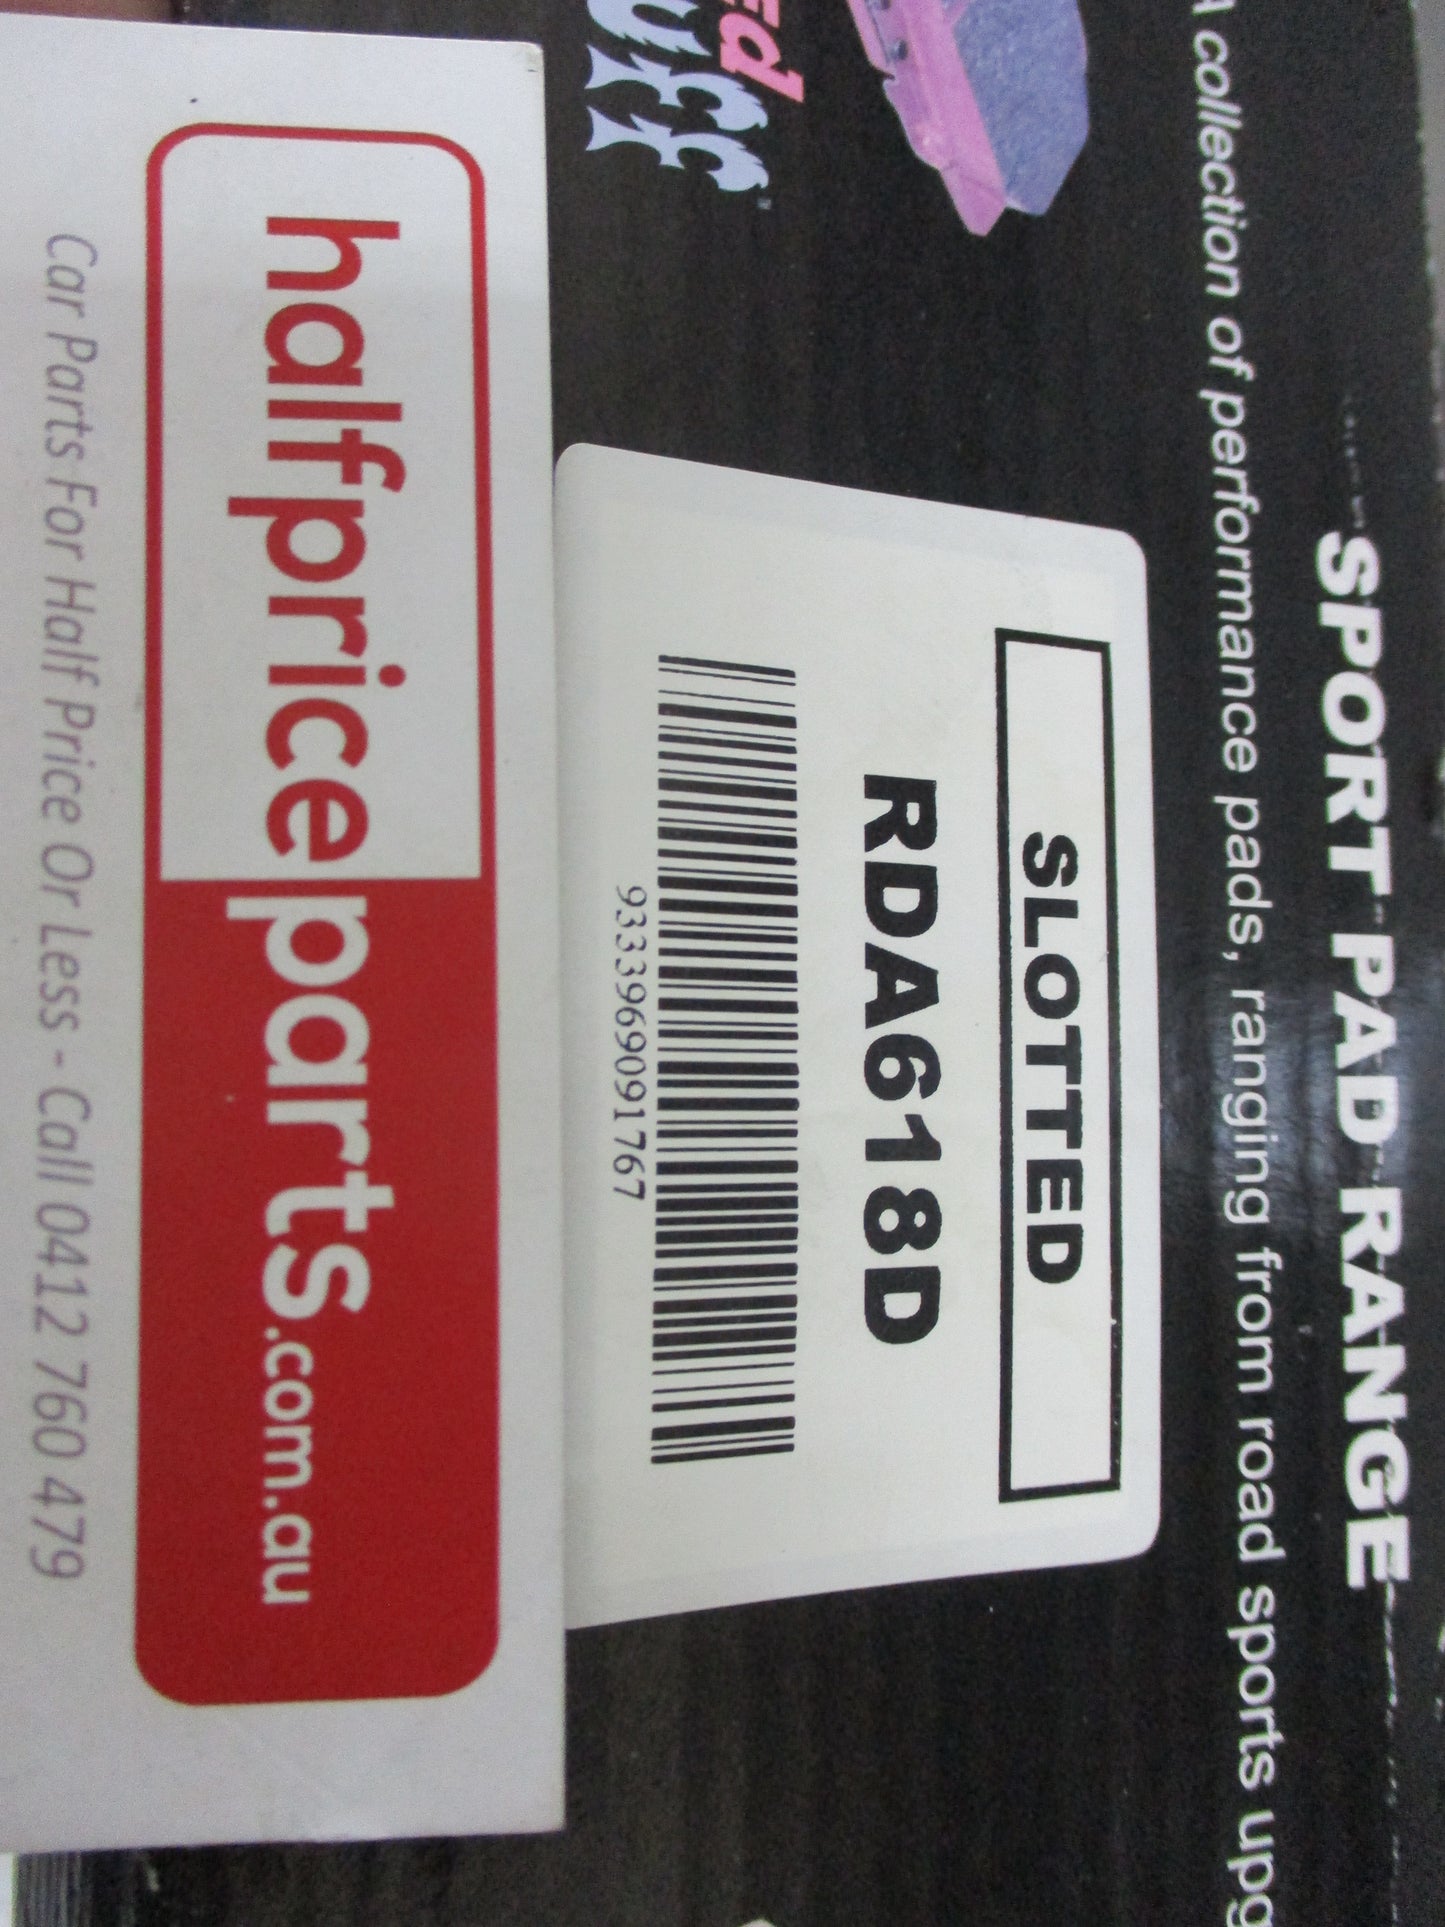 SPORT PAD RANGE
A collection of performance pads, ranging from road sports upg
SLOTTED
RDA618D
9333969091767
halfpriceparts.com.au
Car Parts For Half Price Or Less - Call 0412 760 479